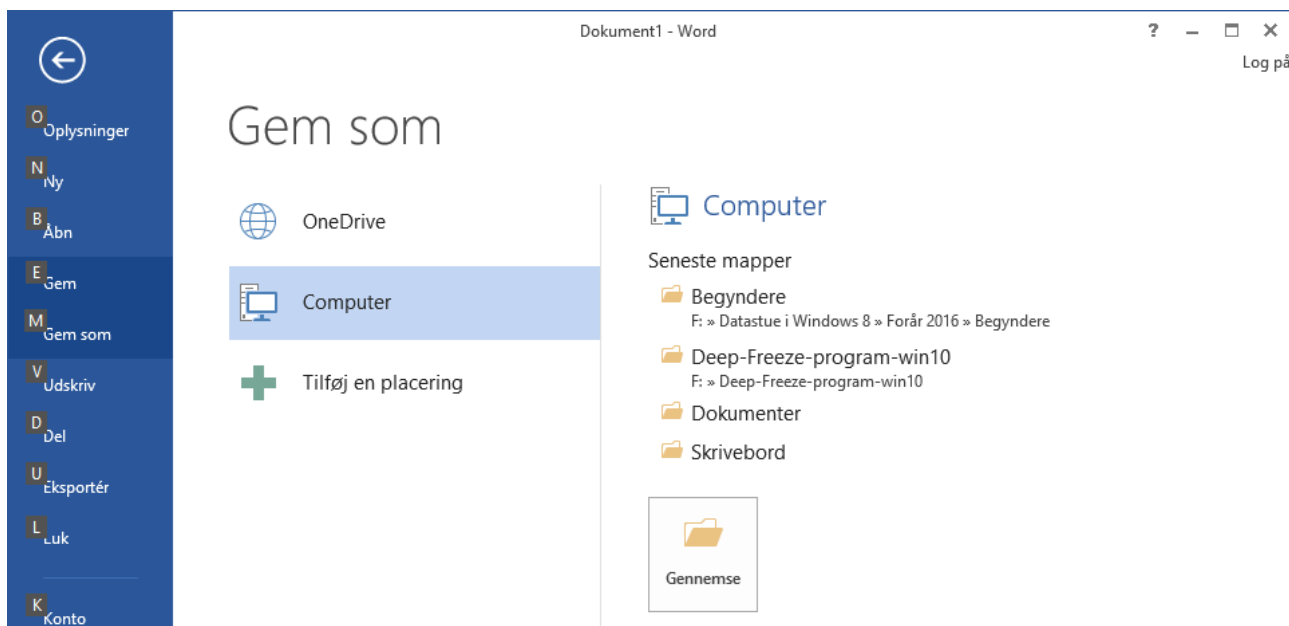 Dokument1 - Word
?
Log på
O
Oplysninger
N
Ny
B
Åbn
E
Gem
M
Gem som
V
Udskriv
D
Del
U
Eksportér
L
Luk
K
Konto
Gem som
OneDrive
Computer
Tilføj en placering
Computer
Seneste mapper
Begyndere
F: » Datastue i Windows 8 » Forår 2016 » Begyndere
Deep-Freeze-program-win10
F: » Deep-Freeze-program-win10
Dokumenter
Skrivebord
Gennemse